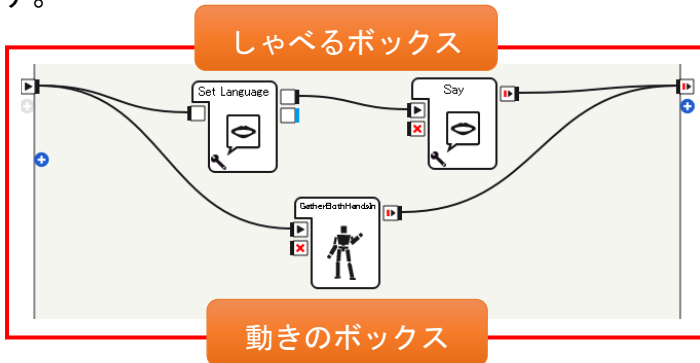 す。
しゃべるボックス
Set Language
Say
GatherBothHandsIn
動きのボックス